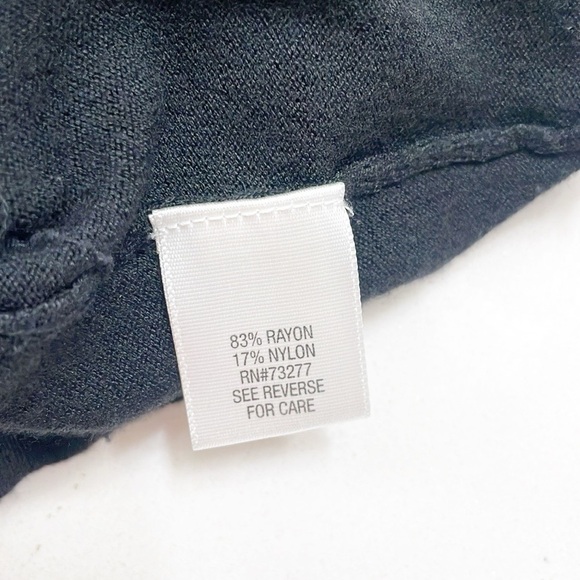 83% RAYON
17% NYLON
RN#73277
SEE REVERSE
FOR CARE